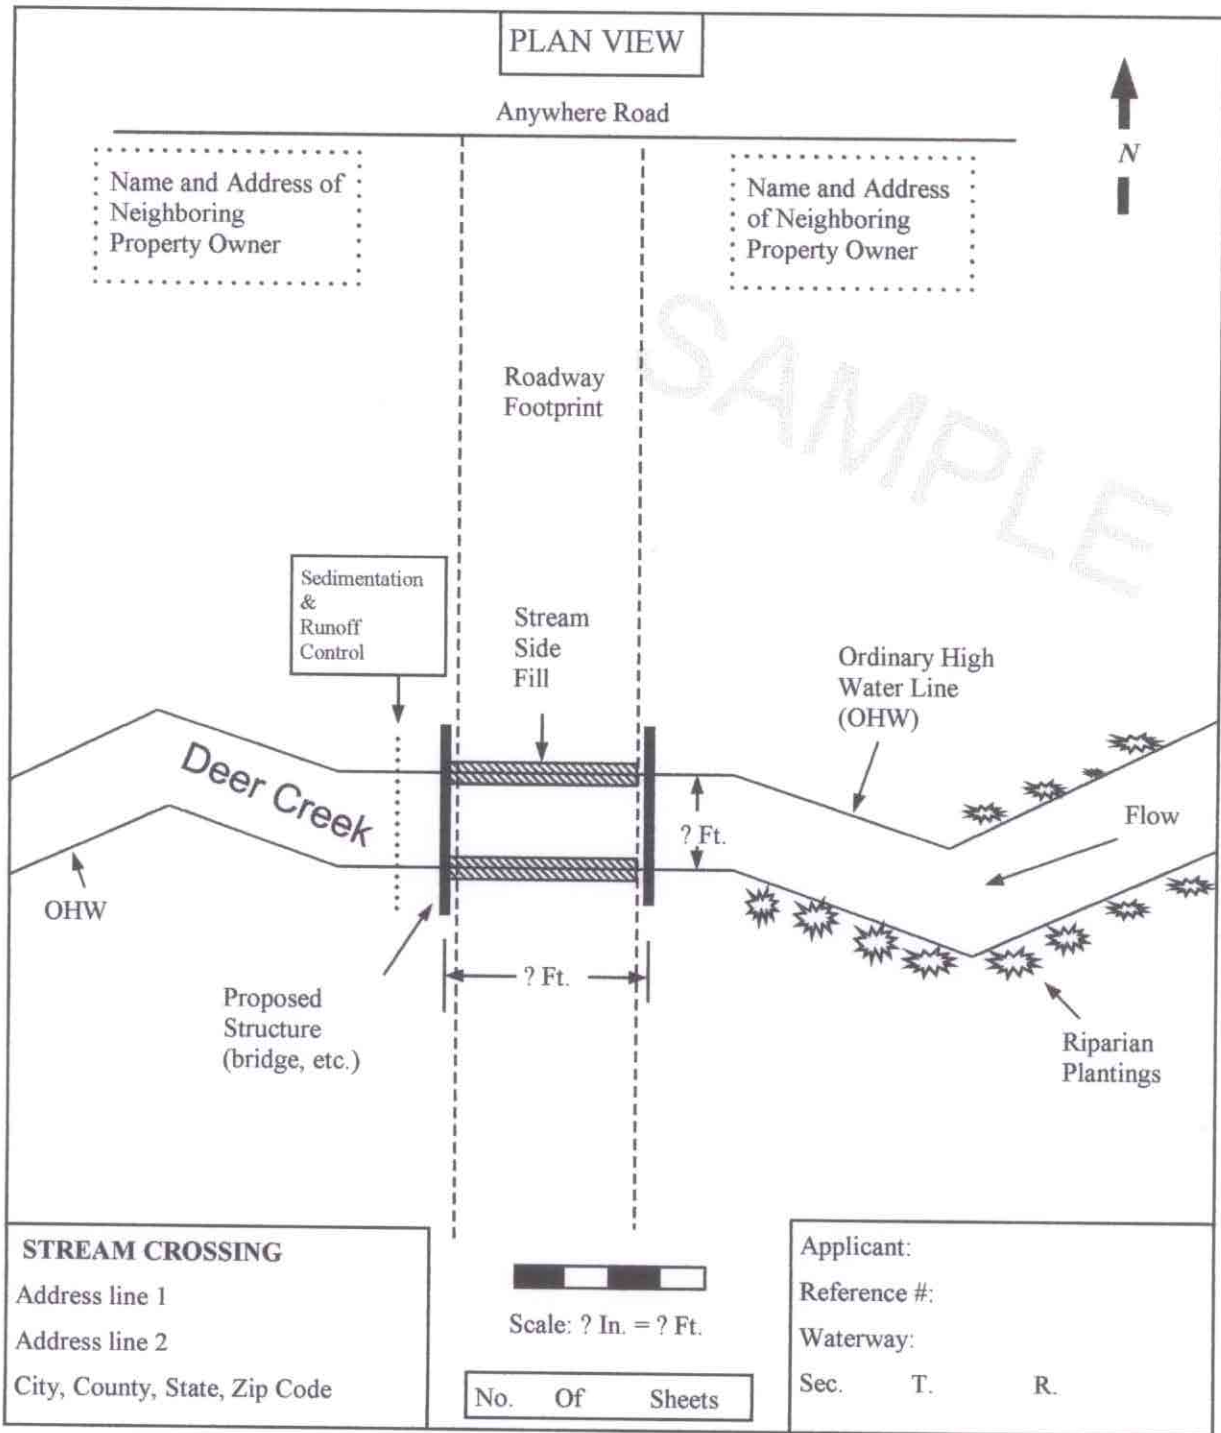 PLAN VIEW
Anywhere Road
N
Name and Address of
Neighboring
Property Owner
Name and Address
of Neighboring
Property Owner
SAMPLE
Roadway
Footprint
Sedimentation
&
Runoff
Control
Stream
Side
Fill
Ordinary High
Water Line
(OHW)
Deer Creek
? Ft.
Flow
OHW
? Ft.
Proposed
Structure
(bridge, etc.)
Riparian
Plantings
STREAM CROSSING
Address line 1
Address line 2
City, County, State, Zip Code
Scale: ? In. = ? Ft.
No. Of Sheets
Applicant:
Reference #:
Waterway:
Sec. T. R.